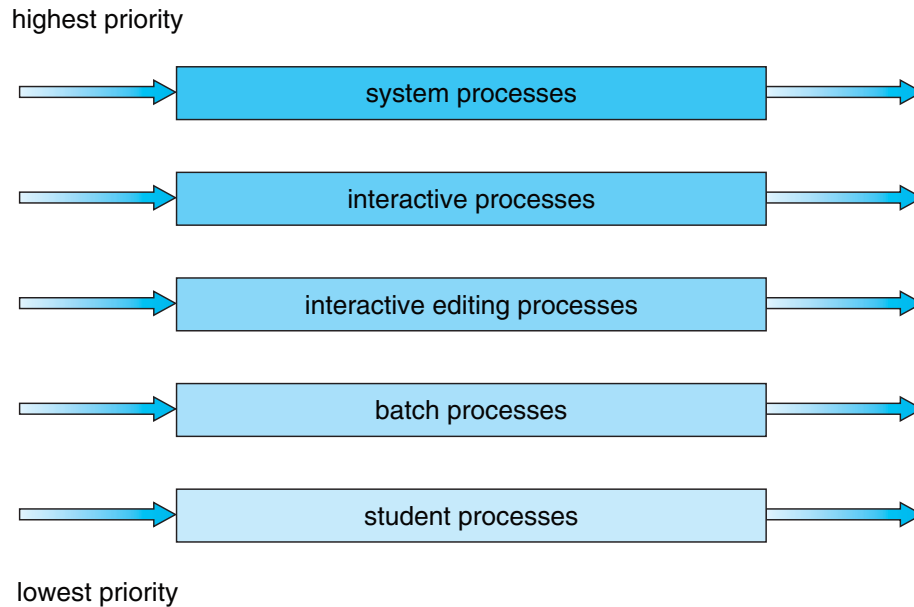 highest priority
system processes
interactive processes
interactive editing processes
batch processes
student processes
lowest priority